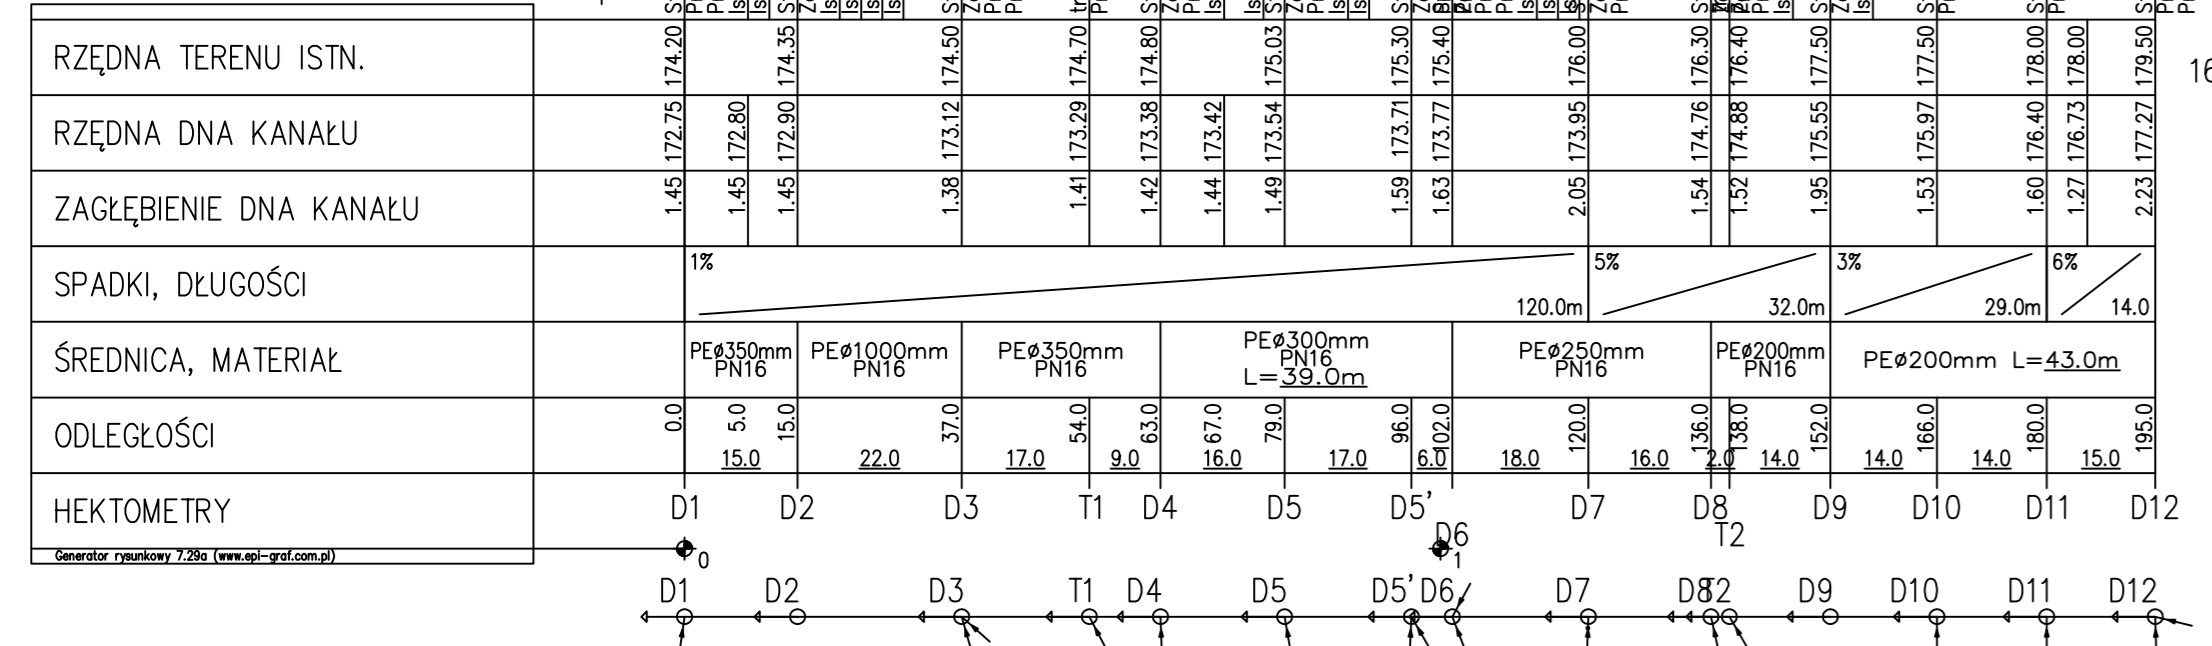 RZĘDNA TERENU ISTN.
174.20 174.35 174.50 174.70 174.80 175.03 175.30 175.40 176.00 176.30 176.40 177.50 177.50 178.00 178.00 179.50
16
RZĘDNA DNA KANAŁU
172.75 172.80 172.90 173.12 173.29 173.38 173.42 173.54 173.71 173.77 173.95 174.76 174.88 175.55 175.97 176.40 176.73 177.27
ZAGŁĘBIENIE DNA KANAŁU
1.45 1.45 1.45 1.38 1.41 1.42 1.44 1.49 1.59 1.63 2.05 1.54 1.52 1.95 1.53 1.60 1.27 2.23
SPADKI, DŁUGOŚCI
1% 5% 3% 6%
120.0m 32.0m 29.0m 14.0
ŚREDNICA, MATERIAŁ
PEø350mm
PN16
PEø1000mm
PN16
PEø350mm
PN16
PEø300mm
PN16
L=39.0m
PEø250mm
PN16
PEø200mm
PN16
PEø200mm L=43.0m
ODLEGŁOŚCI
0.0 5.0 15.0 37.0 54.0 63.0 67.0 79.0 96.0 102.0 120.0 136.0 138.0 152.0 166.0 180.0 195.0
15.0 22.0 17.0 9.0 16.0 17.0 6.0 18.0 16.0 2.0 14.0 14.0 14.0 15.0
HEKTOMETRY
D1 D2 D3 T1 D4 D5 D5' D7 D8 D9 D10 D11 D12
D6 T2
Generator rysunkowy 7.29a (www.epi-graf.com.pl)
0 1
D1 D2 D3 T1 D4 D5 D5' D6 D7 D8 T2 D9 D10 D11 D12